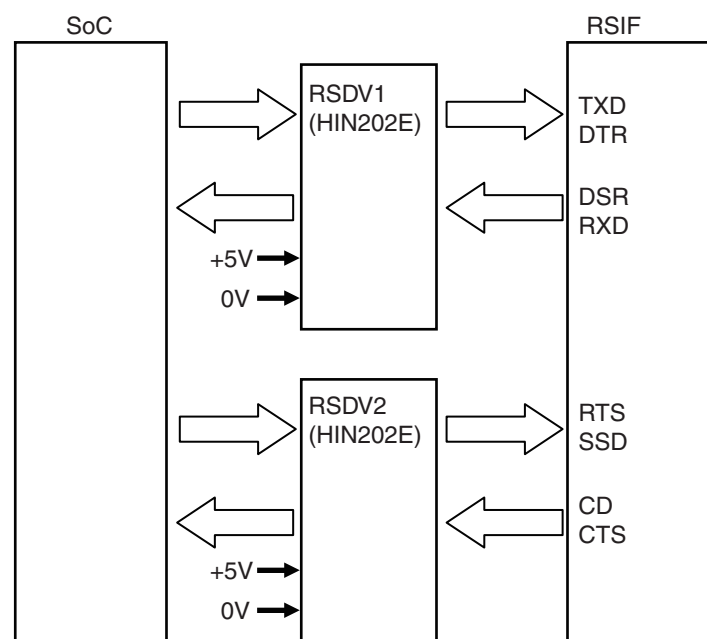 SoC
RSIF
RSDV1
(HIN202E)
TXD
DTR
DSR
RXD
+5V
0V
RSDV2
(HIN202E)
RTS
SSD
CD
CTS
+5V
0V